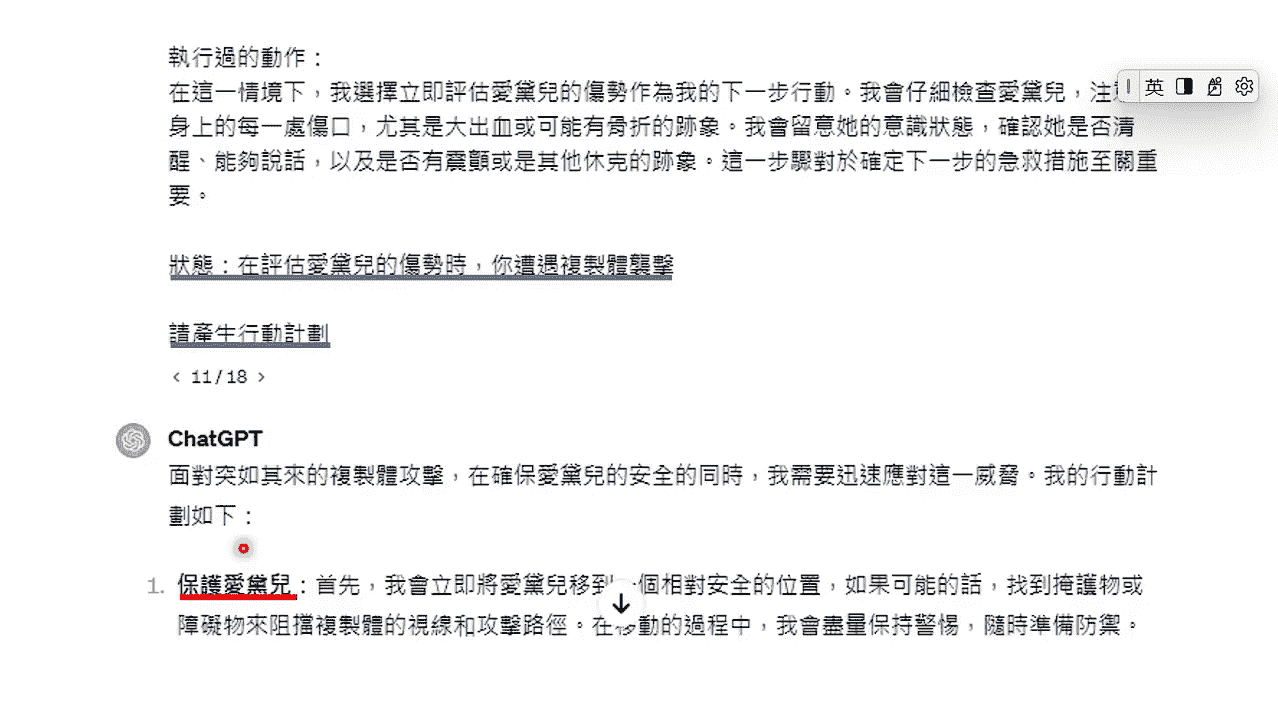 執行過的動作：
在這一情境下，我選擇立即評估愛黛兒的傷勢作為我的下一步行動。我會仔細檢查愛黛兒，注
英
身上的每一處傷口，尤其是大出血或可能有骨折的跡象。我會留意她的意識狀態，確認她是否清
醒、能夠說話，以及是否有震顫或是其他休克的跡象。這一步驟對於確定下一步的急救措施至關重
要。
狀態：在評估愛黛兒的傷勢時，你遭遇複製體襲擊
請產生行動計劃
< 11/18 >
ChatGPT
面對突如其來的複製體攻擊，在確保愛黛兒的安全的同時，我需要迅速應對這一威脅。我的行動計
劃如下：
1. 保護愛黛兒：首先，我會立即將愛黛兒移到一個相對安全的位置，如果可能的話，找到掩護物或
障礙物來阻擋複製體的視線和攻擊路徑。在移動的過程中，我會盡量保持警惕，隨時準備防禦。